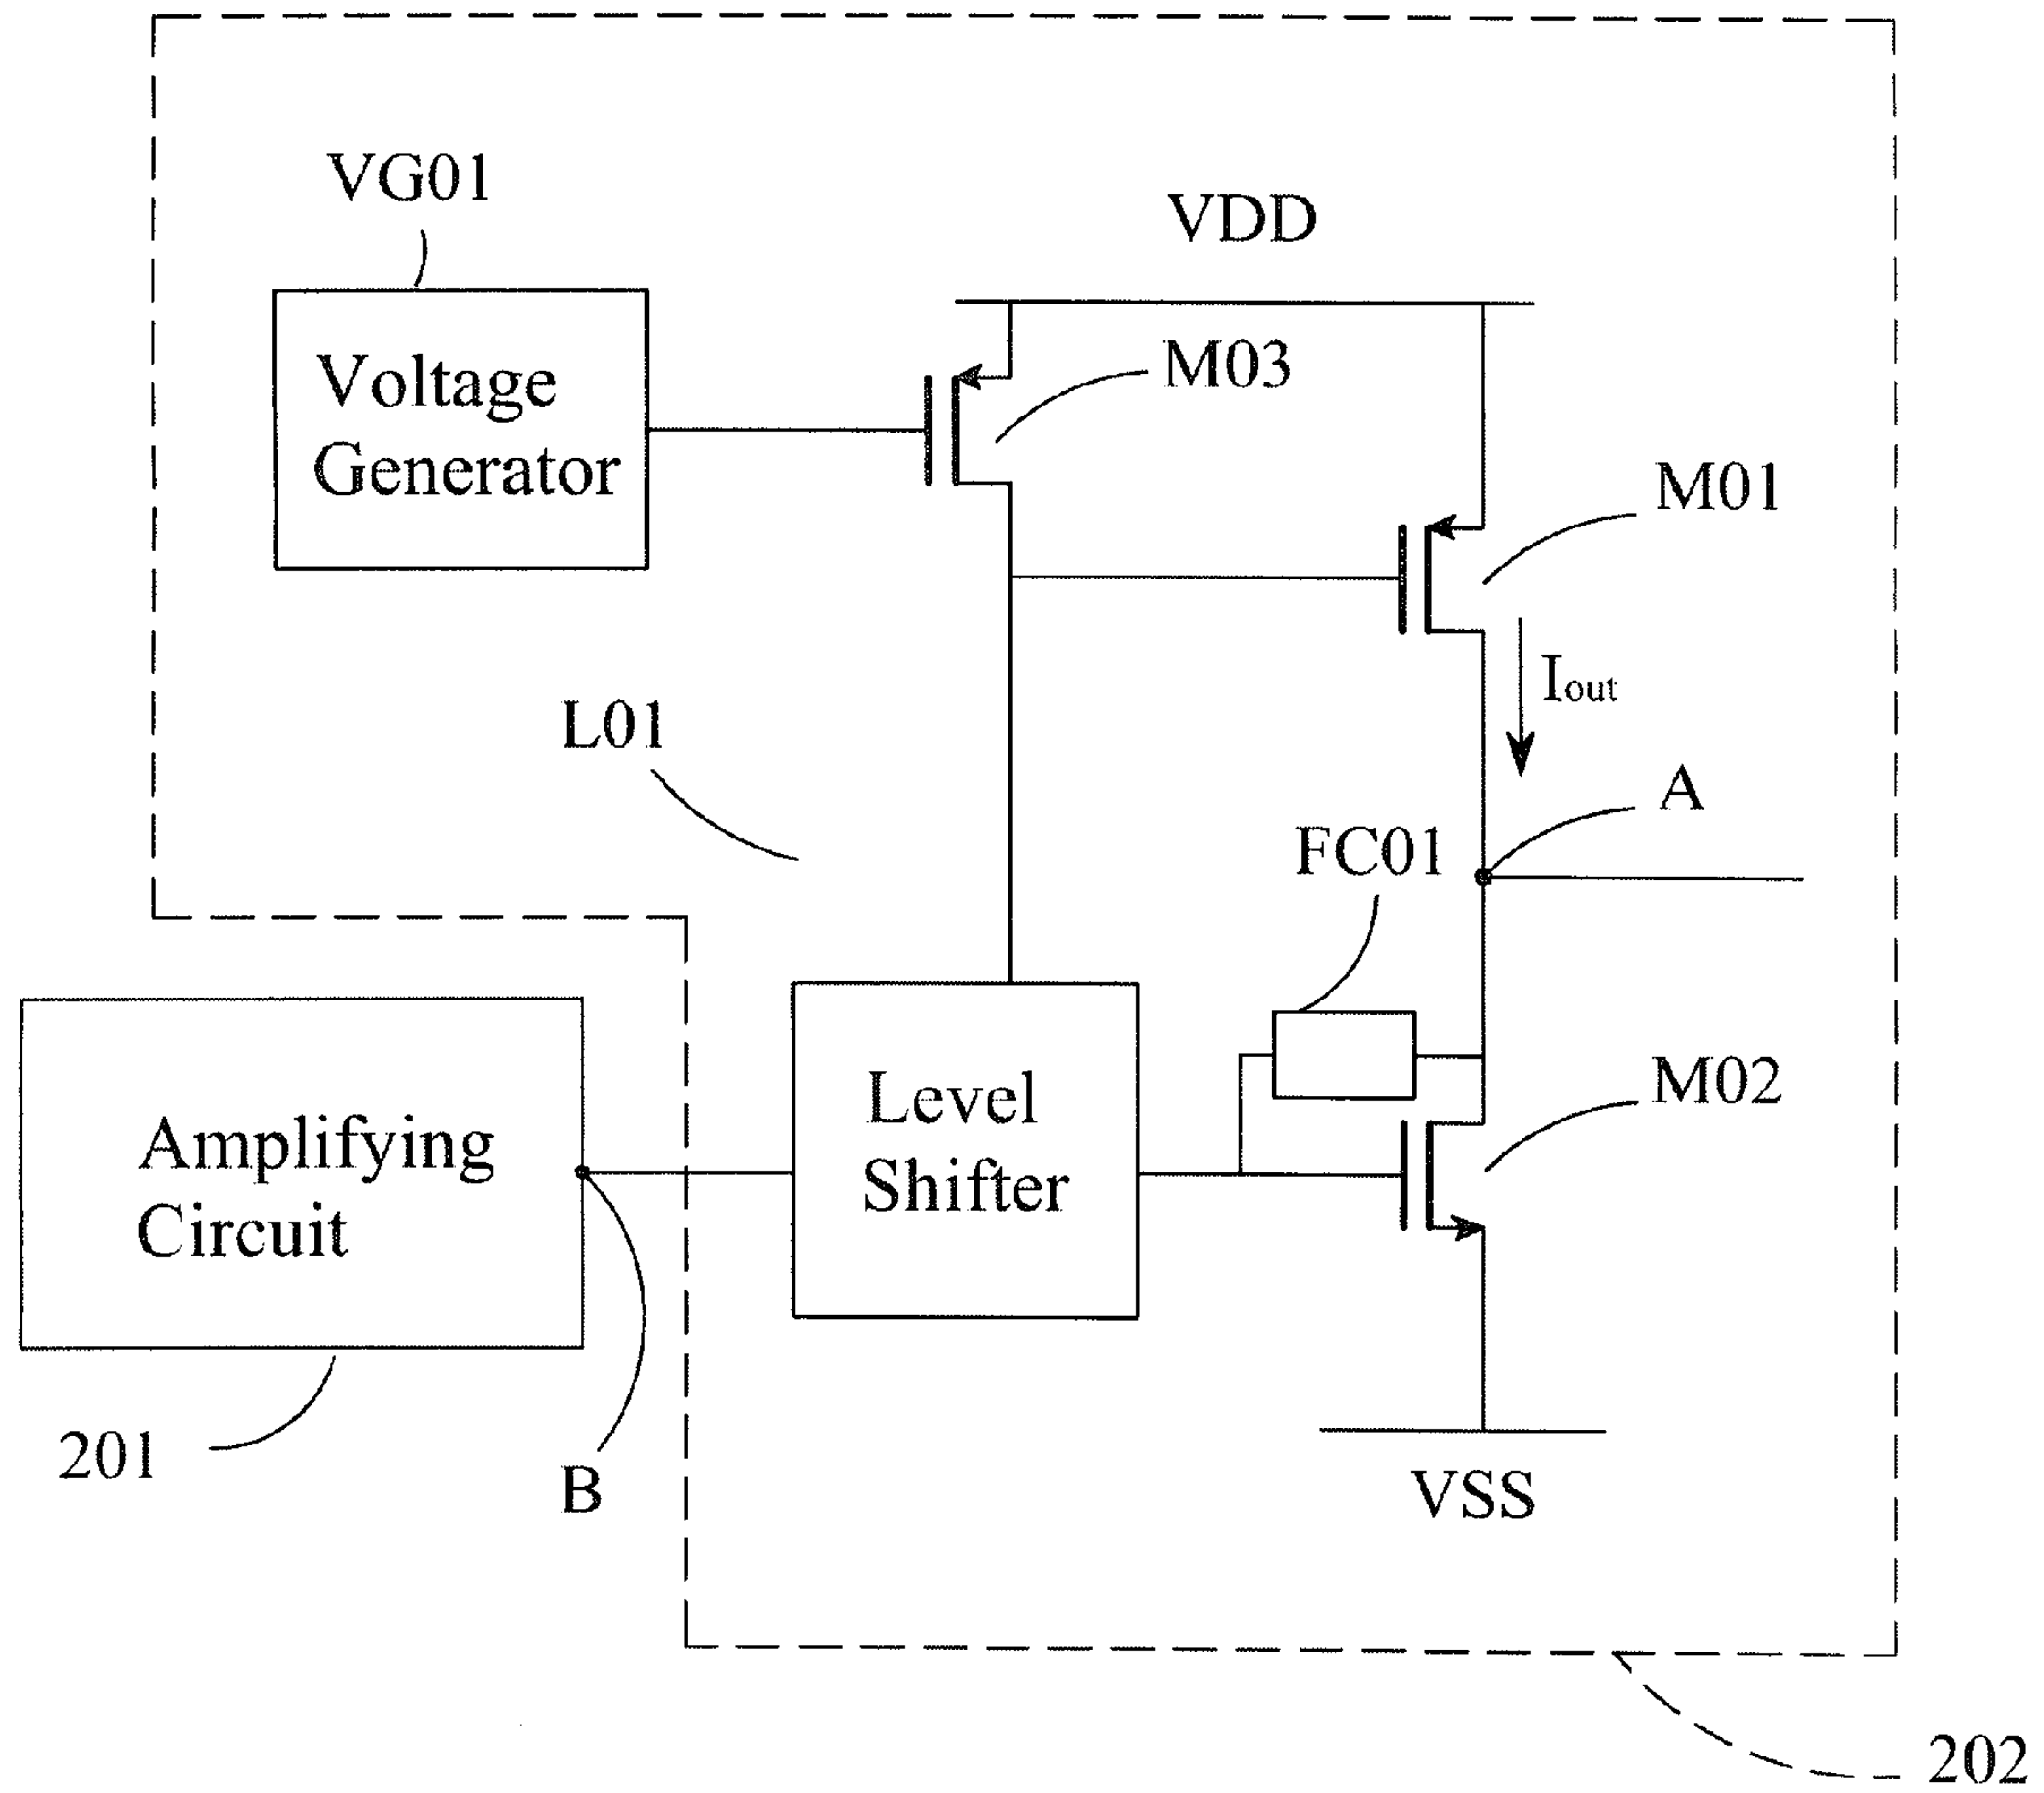 VG01
VDD
Voltage
Generator
M03
M01
Iout
L01
A
FC01
Level
Shifter
M02
Amplifying
Circuit
201
B
VSS
202